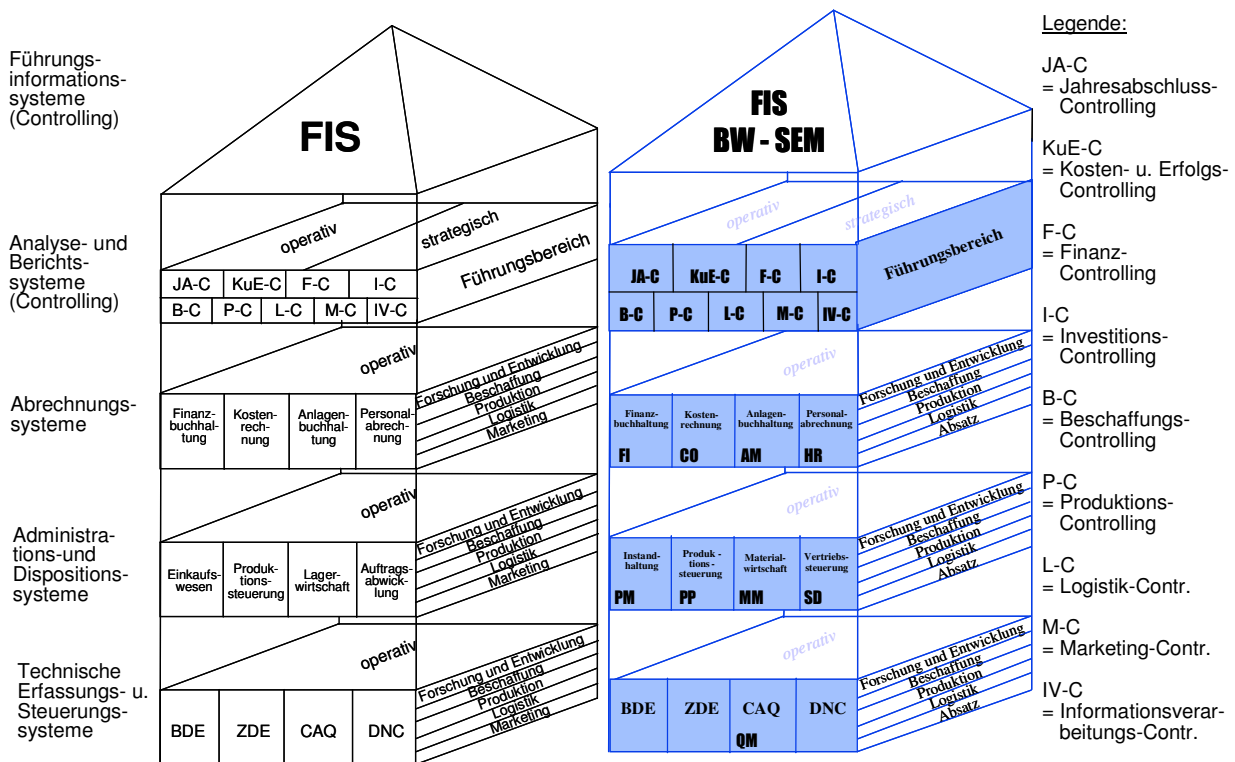 Führungs-
informations-
systeme
(Controlling)
Analyse- und
Berichts-
systeme
(Controlling)
Abrechnungs-
systeme
Administra-
tions-und
Dispositions-
systeme
Technische
Erfassungs- u.
Steuerungs-
systeme
FIS
operativ
strategisch
Führungsbereich
JA-C
KuE-C
F-C
I-C
B-C
P-C
L-C
M-C
IV-C
operativ
Forschung und Entwicklung
Beschaffung
Produktion
Logistik
Marketing
Finanz-
buchhal-
tung
Kosten-
rech-
nung
Anlagen-
buchhal-
tung
Personal-
abrech-
nung
operativ
Forschung und Entwicklung
Beschaffung
Produktion
Logistik
Marketing
Einkaufs-
wesen
Produk-
tions-
steuerung
Lager-
wirtschaft
Auftrags-
abwick-
lung
operativ
Forschung und Entwicklung
Beschaffung
Produktion
Logistik
Marketing
BDE
ZDE
CAQ
DNC
FIS
BW - SEM
operativ
strategisch
Führungsbereich
JA-C
KuE-C
F-C
I-C
B-C
P-C
L-C
M-C
IV-C
operativ
Forschung und Entwicklung
Beschaffung
Produktion
Logistik
Absatz
Finanz-
buchhaltung
FI
Kosten-
rechnung
CO
Anlagen-
buchhaltung
AM
Personal-
abrechnung
HR
operativ
Forschung und Entwicklung
Beschaffung
Produktion
Logistik
Absatz
Instand-
haltung
PM
Produk -
tions -
steuerung
PP
Material-
wirtschaft
MM
Vertriebs-
steuerung
SD
operativ
Forschung und Entwicklung
Beschaffung
Produktion
Logistik
Absatz
BDE
ZDE
CAQ
QM
DNC
Legende:
JA-C
= Jahresabschluss-
Controlling
KuE-C
= Kosten- u. Erfolgs-
Controlling
F-C
= Finanz-
Controlling
I-C
= Investitions-
Controlling
B-C
= Beschaffungs-
Controlling
P-C
= Produktions-
Controlling
L-C
= Logistik-Contr.
M-C
= Marketing-Contr.
IV-C
= Informationsverar-
beitungs-Contr.